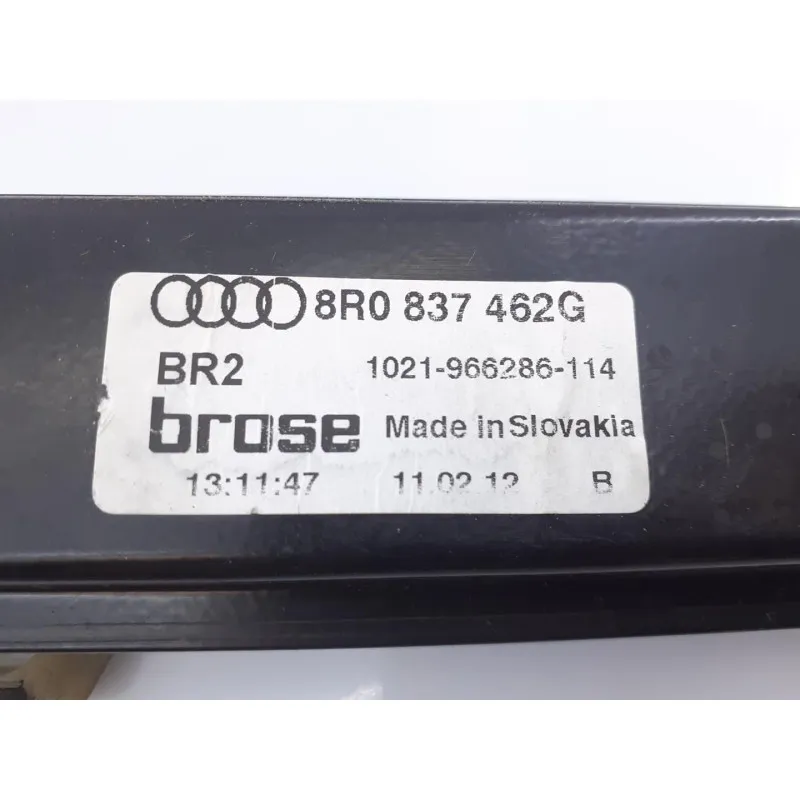 8R0 837 462G
BR2 1021-966286-114
brose Made in Slovakia
13:11:47 11.02.12 B